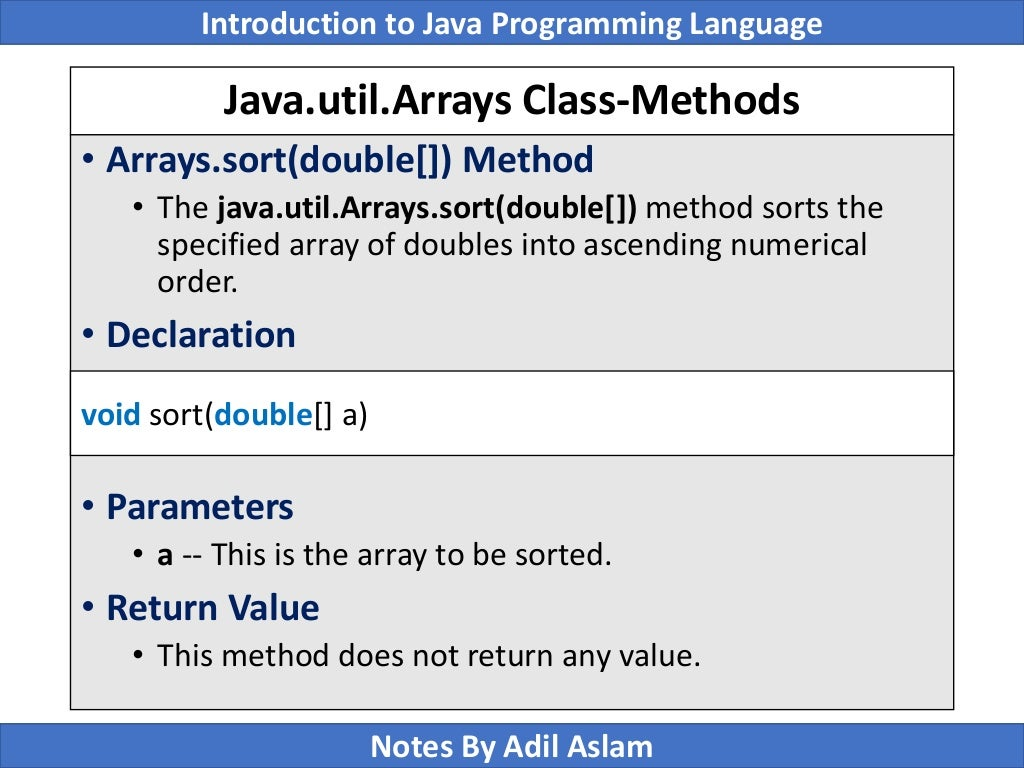 Introduction to Java Programming Language
Java.util.Arrays Class-Methods
• Arrays.sort(double[]) Method
• The java.util.Arrays.sort(double[]) method sorts the
specified array of doubles into ascending numerical
order.
• Declaration
void sort(double[] a)
• Parameters
• a -- This is the array to be sorted.
• Return Value
• This method does not return any value.
Notes By Adil Aslam